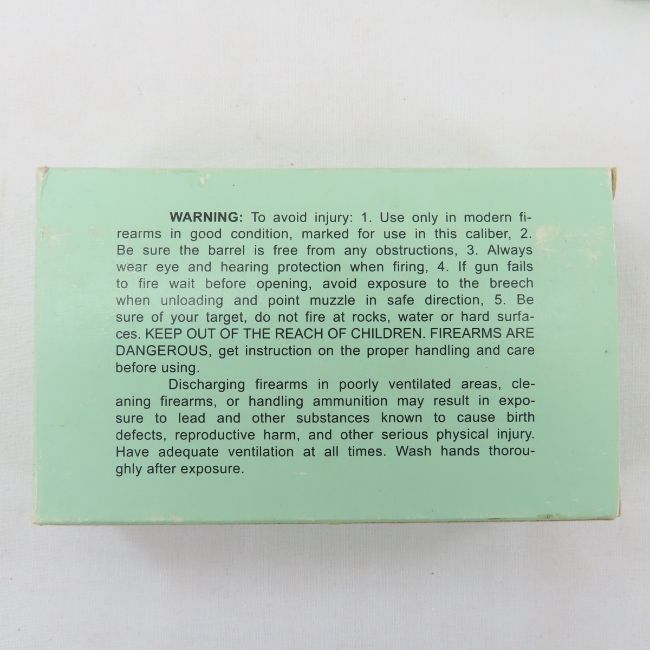 WARNING: To avoid injury: 1. Use only in modern fi-
rearms in good condition, marked for use in this caliber, 2.
Be sure the barrel is free from any obstructions, 3. Always
wear eye and hearing protection when firing, 4. If gun fails
to fire wait before opening, avoid exposure to the breech
when unloading and point muzzle in safe direction, 5. Be
sure of your target, do not fire at rocks, water or hard surfa-
ces. KEEP OUT OF THE REACH OF CHILDREN. FIREARMS ARE
DANGEROUS, get instruction on the proper handling and care
before using.
Discharging firearms in poorly ventilated areas, cle-
aning firearms, or handling ammunition may result in expo-
sure to lead and other substances known to cause birth
defects, reproductive harm, and other serious physical injury.
Have adequate ventilation at all times. Wash hands thorou-
ghly after exposure.